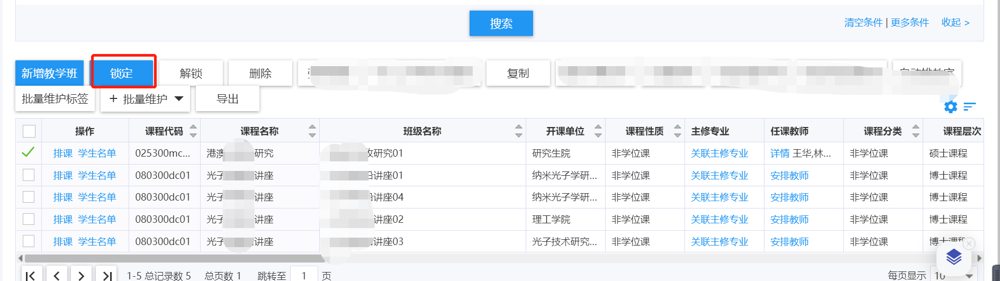 搜索
清空条件 | 更多条件 收起 >
新增教学班 锁定 解锁 删除 复制 自动排教室
批量维护标签 + 批量维护 导出
操作 课程代码 课程名称 班级名称 开课单位 课程性质 主修专业 任课教师 课程分类 课程层次
排课 学生名单 025300mc... 港澳 研究 研究01 研究生院 非学位课 关联主修专业 详情 王华,林... 非学位课 硕士课程
排课 学生名单 080300dc01 光子 讲座 讲座01 纳米光子学研... 非学位课 关联主修专业 安排教师 非学位课 博士课程
排课 学生名单 080300dc01 光子 讲座 讲座04 纳米光子学研... 非学位课 关联主修专业 安排教师 非学位课 博士课程
排课 学生名单 080300dc01 光子 讲座 讲座02 理工学院 非学位课 关联主修专业 安排教师 非学位课 博士课程
排课 学生名单 080300dc01 光子 讲座 讲座03 光子技术研究... 非学位课 关联主修专业 安排教师 非学位课 博士课程
1-5 总记录数 5 总页数 1 跳转至 1 页 每页显示 10